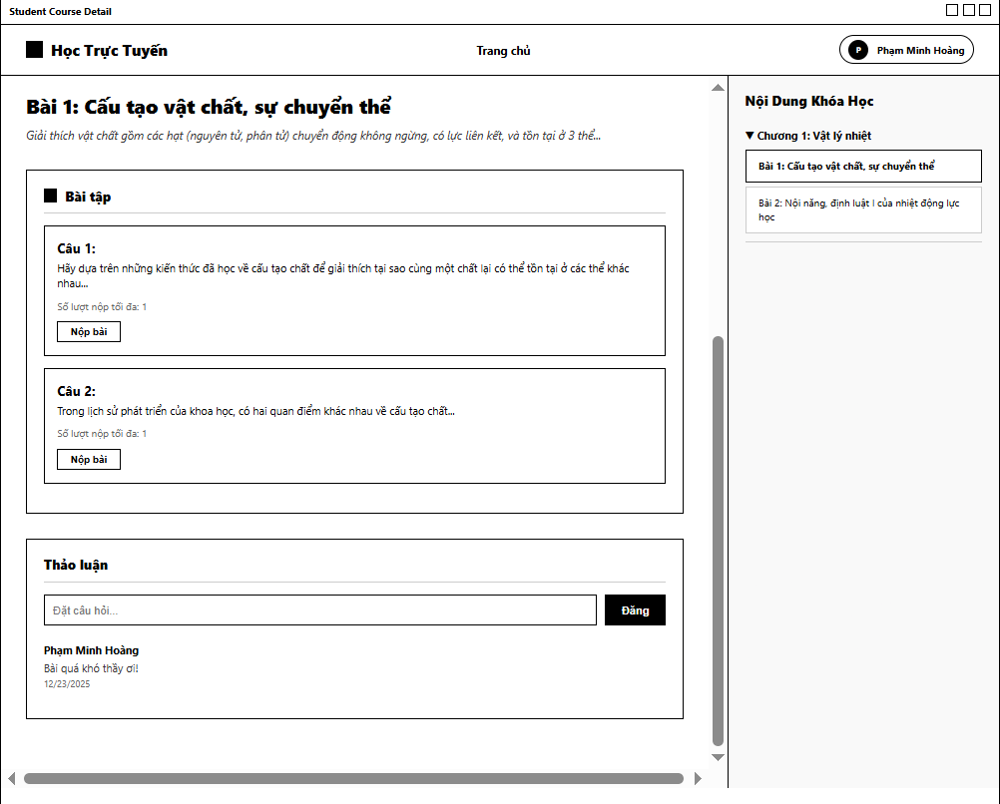 Student Course Detail
Học Trực Tuyến
Trang chủ
P
Phạm Minh Hoàng
Bài 1: Cấu tạo vật chất, sự chuyển thể
Giải thích vật chất gồm các hạt (nguyên tử, phân tử) chuyển động không ngừng, có lực liên kết, và tồn tại ở 3 thể...
Bài tập
Câu 1:
Hãy dựa trên những kiến thức đã học về cấu tạo chất để giải thích tại sao cùng một chất lại có thể tồn tại ở các thể khác
nhau...
Số lượt nộp tối đa: 1
Nộp bài
Câu 2:
Trong lịch sử phát triển của khoa học, có hai quan điểm khác nhau về cấu tạo chất...
Số lượt nộp tối đa: 1
Nộp bài
Thảo luận
Đặt câu hỏi...
Đăng
Phạm Minh Hoàng
Bài quá khó thầy ơi!
12/23/2025
Nội Dung Khóa Học
▼ Chương 1: Vật lý nhiệt
Bài 1: Cấu tạo vật chất, sự chuyển thể
Bài 2: Nội năng, định luật I của nhiệt động lực
học